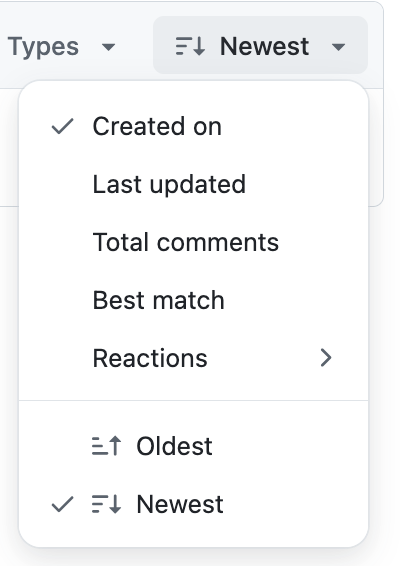 Types Newest
Created on
Last updated
Total comments
Best match
Reactions
Oldest
Newest